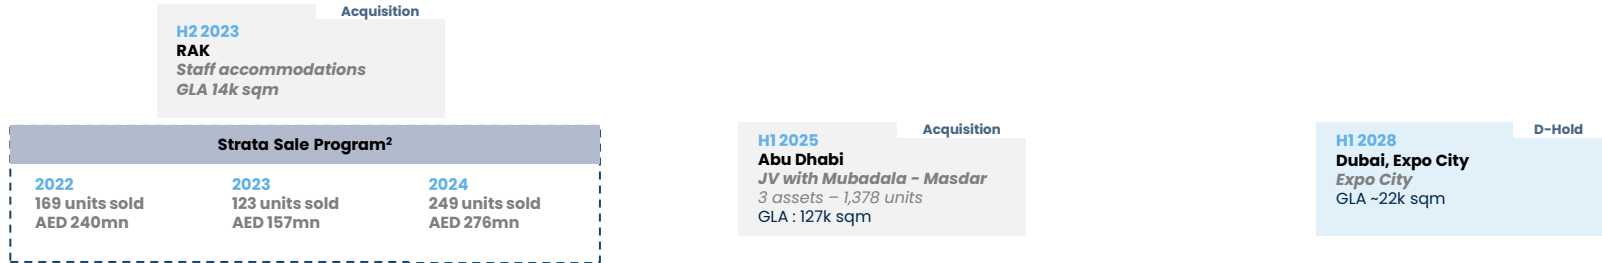 Acquisition
H2 2023
RAK
Staff accommodations
GLA 14k sqm
Strata Sale Program²
2022
169 units sold
AED 240mn
2023
123 units sold
AED 157mn
2024
249 units sold
AED 276mn
Acquisition
H1 2025
Abu Dhabi
JV with Mubadala - Masdar
3 assets – 1,378 units
GLA : 127k sqm
D-Hold
H1 2028
Dubai, Expo City
Expo City
GLA ~22k sqm